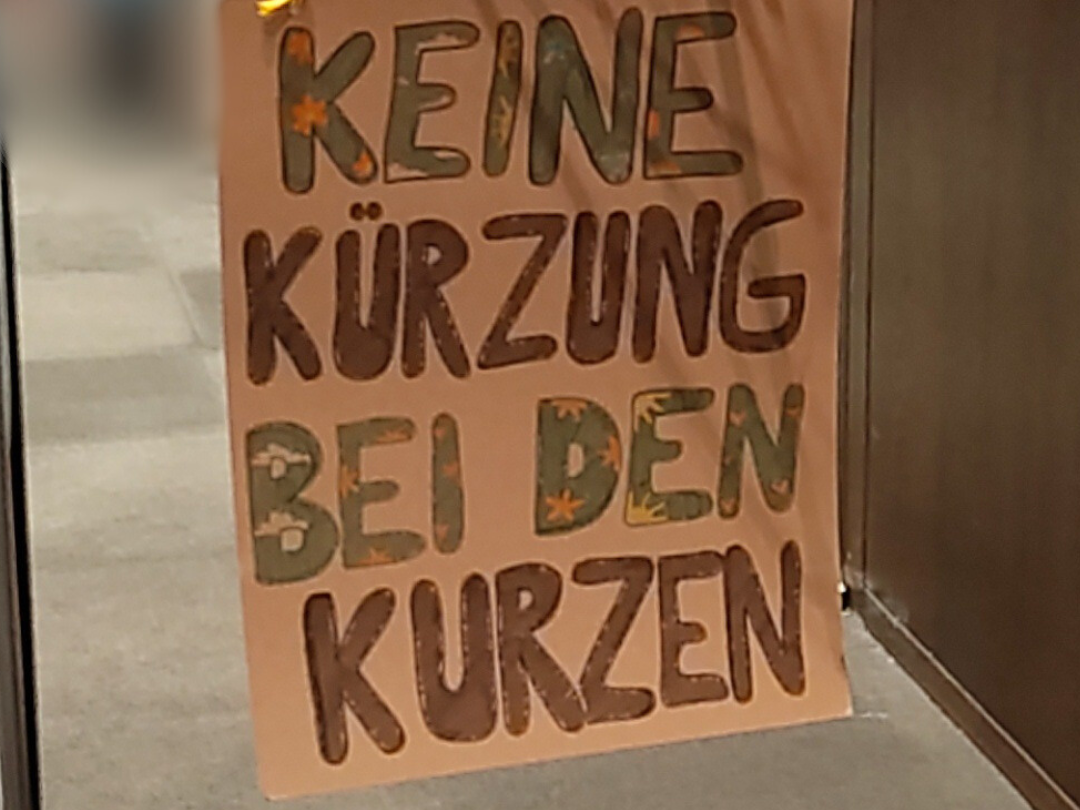 KEINE
KÜRZUNG
BEI DEN
KURZEN